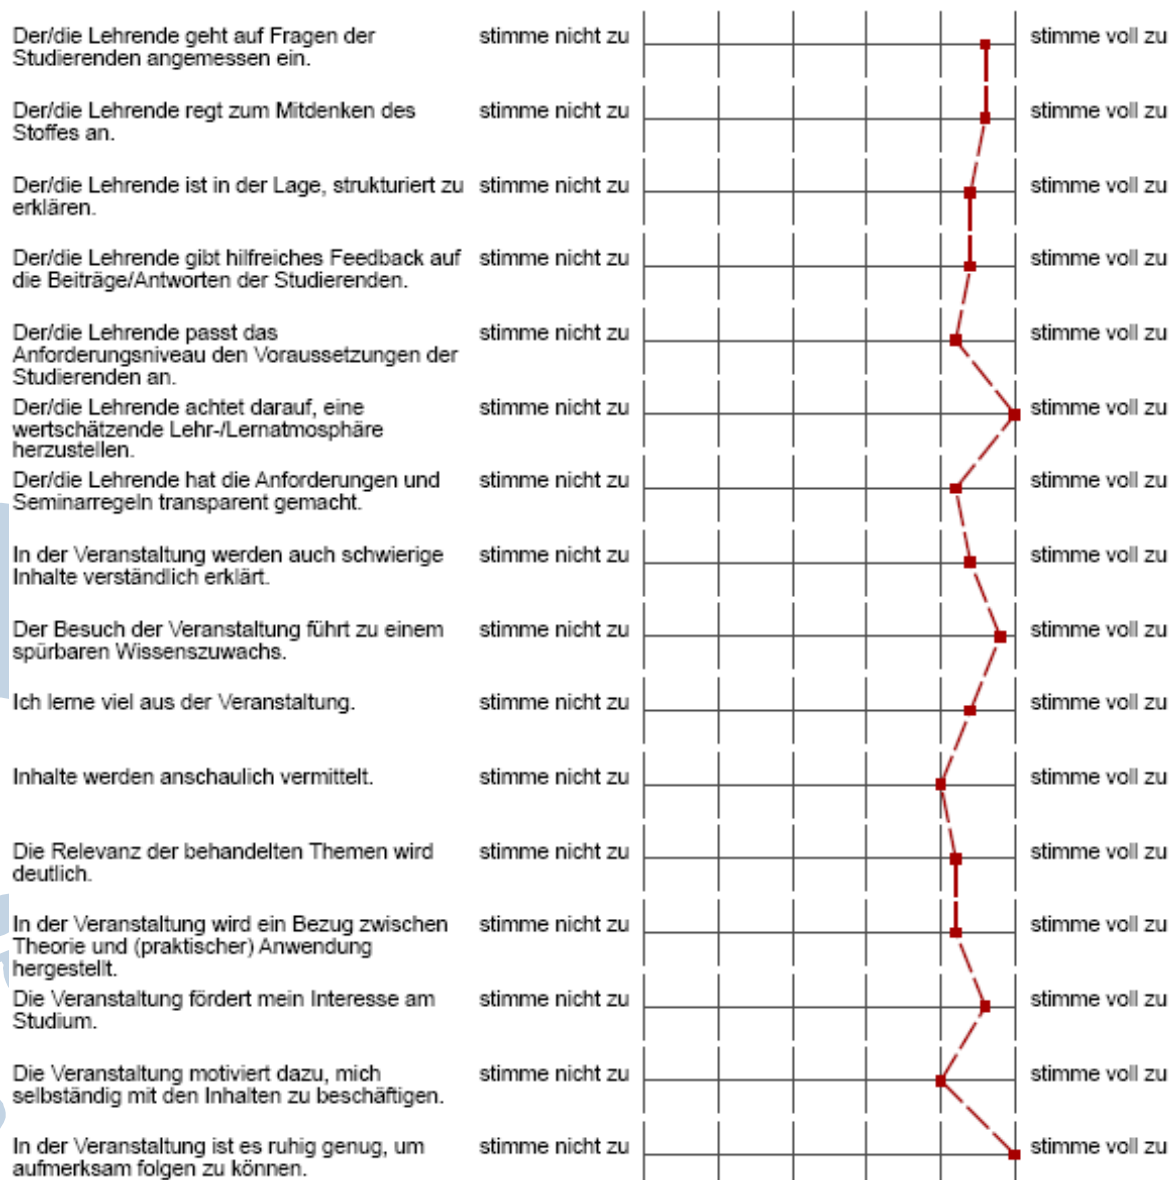 Der/die Lehrende geht auf Fragen der stimme nicht zu stimme voll zu
Studierenden angemessen ein.
Der/die Lehrende regt zum Mitdenken des stimme nicht zu stimme voll zu
Stoffes an.
Der/die Lehrende ist in der Lage, strukturiert zu stimme nicht zu stimme voll zu
erklären.
Der/die Lehrende gibt hilfreiches Feedback auf stimme nicht zu stimme voll zu
die Beiträge/Antworten der Studierenden.
Der/die Lehrende passt das stimme nicht zu stimme voll zu
Anforderungsniveau den Voraussetzungen der
Studierenden an.
Der/die Lehrende achtet darauf, eine stimme nicht zu stimme voll zu
wertschätzende Lehr-/Lernatmosphäre
herzustellen.
Der/die Lehrende hat die Anforderungen und stimme nicht zu stimme voll zu
Seminarregeln transparent gemacht.
In der Veranstaltung werden auch schwierige stimme nicht zu stimme voll zu
Inhalte verständlich erklärt.
Der Besuch der Veranstaltung führt zu einem stimme nicht zu stimme voll zu
spürbaren Wissenszuwachs.
Ich lerne viel aus der Veranstaltung. stimme nicht zu stimme voll zu
Inhalte werden anschaulich vermittelt. stimme nicht zu stimme voll zu
Die Relevanz der behandelten Themen wird stimme nicht zu stimme voll zu
deutlich.
In der Veranstaltung wird ein Bezug zwischen stimme nicht zu stimme voll zu
Theorie und (praktischer) Anwendung
hergestellt.
Die Veranstaltung fördert mein Interesse am stimme nicht zu stimme voll zu
Studium.
Die Veranstaltung motiviert dazu, mich stimme nicht zu stimme voll zu
selbständig mit den Inhalten zu beschäftigen.
In der Veranstaltung ist es ruhig genug, um stimme nicht zu stimme voll zu
aufmerksam folgen zu können.